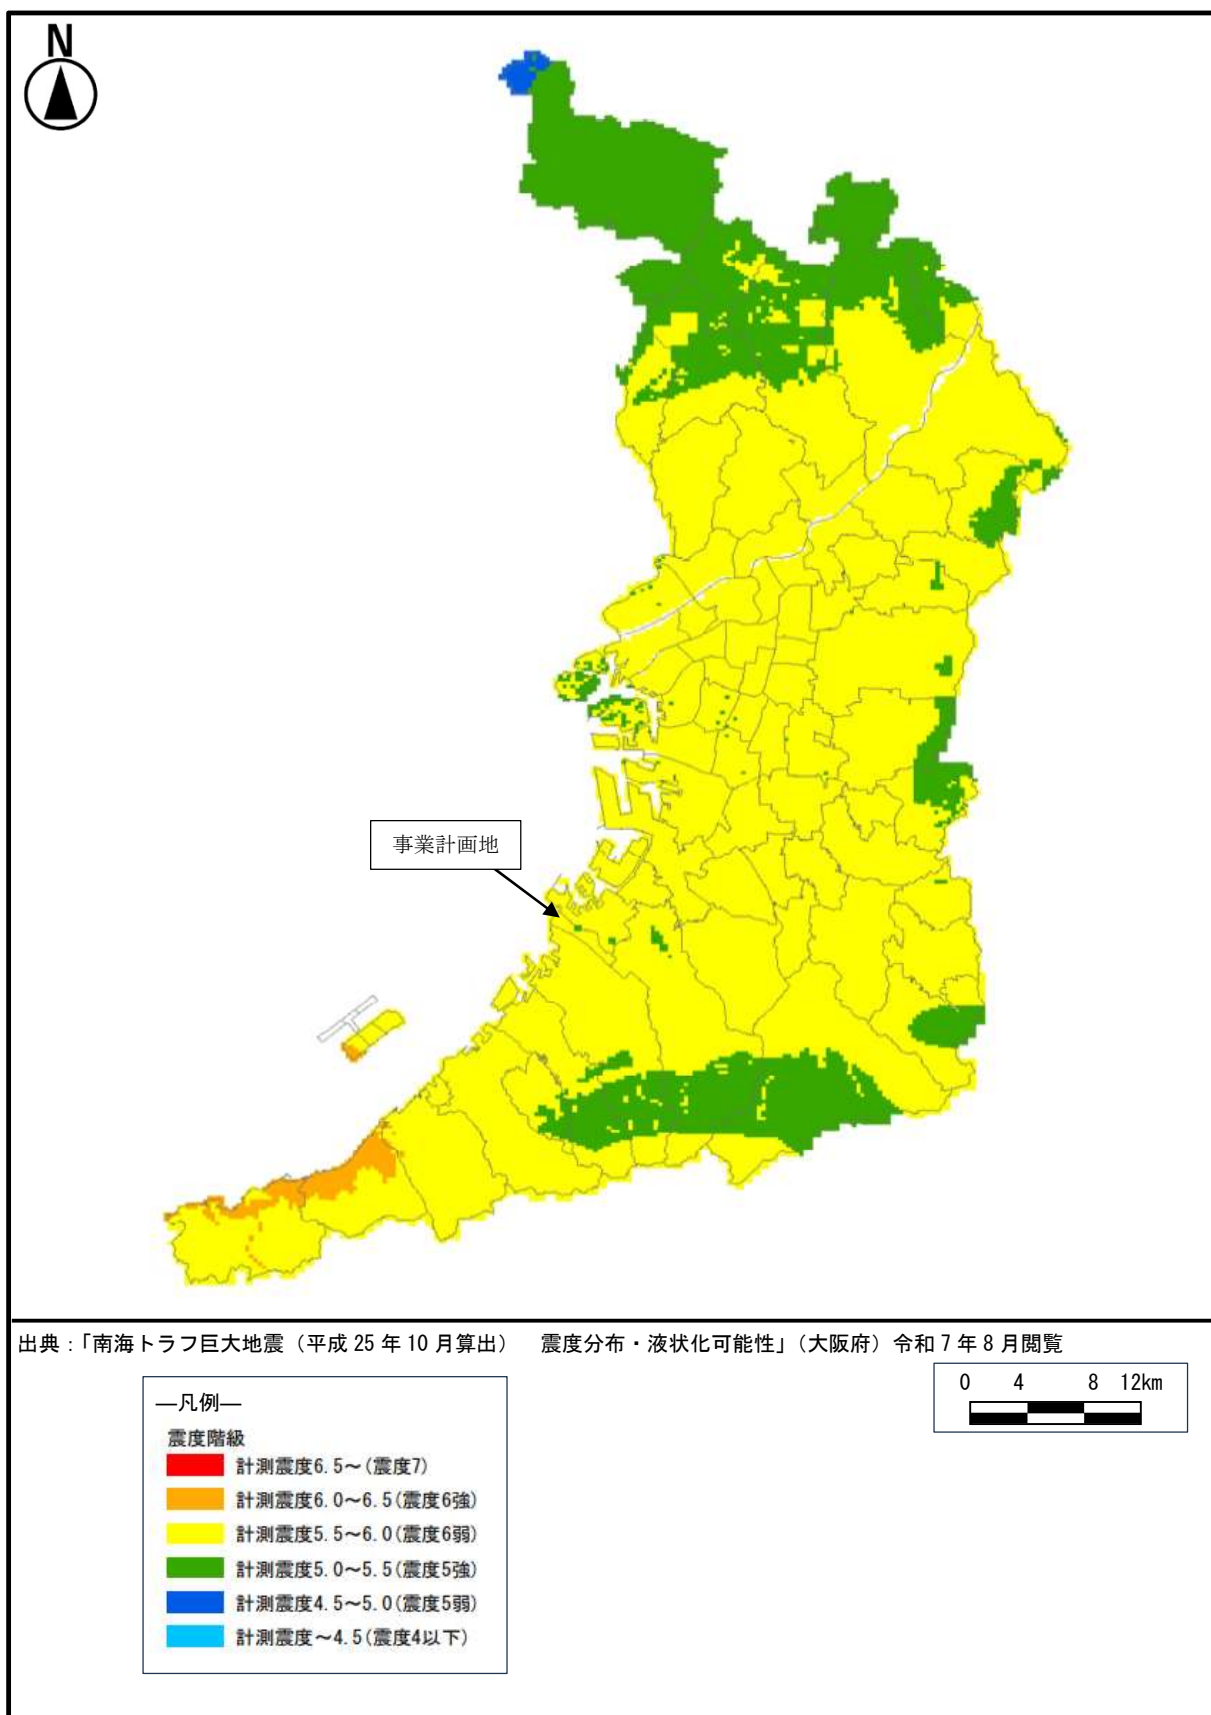 N
事業計画地
出典：「南海トラフ巨大地震（平成 25 年 10 月算出）　震度分布・液状化可能性」（大阪府）令和 7 年 8 月閲覧
0 4 8 12km
―凡例―
震度階級
計測震度6.5～(震度7)
計測震度6.0～6.5(震度6強)
計測震度5.5～6.0(震度6弱)
計測震度5.0～5.5(震度5強)
計測震度4.5～5.0(震度5弱)
計測震度～4.5(震度4以下)